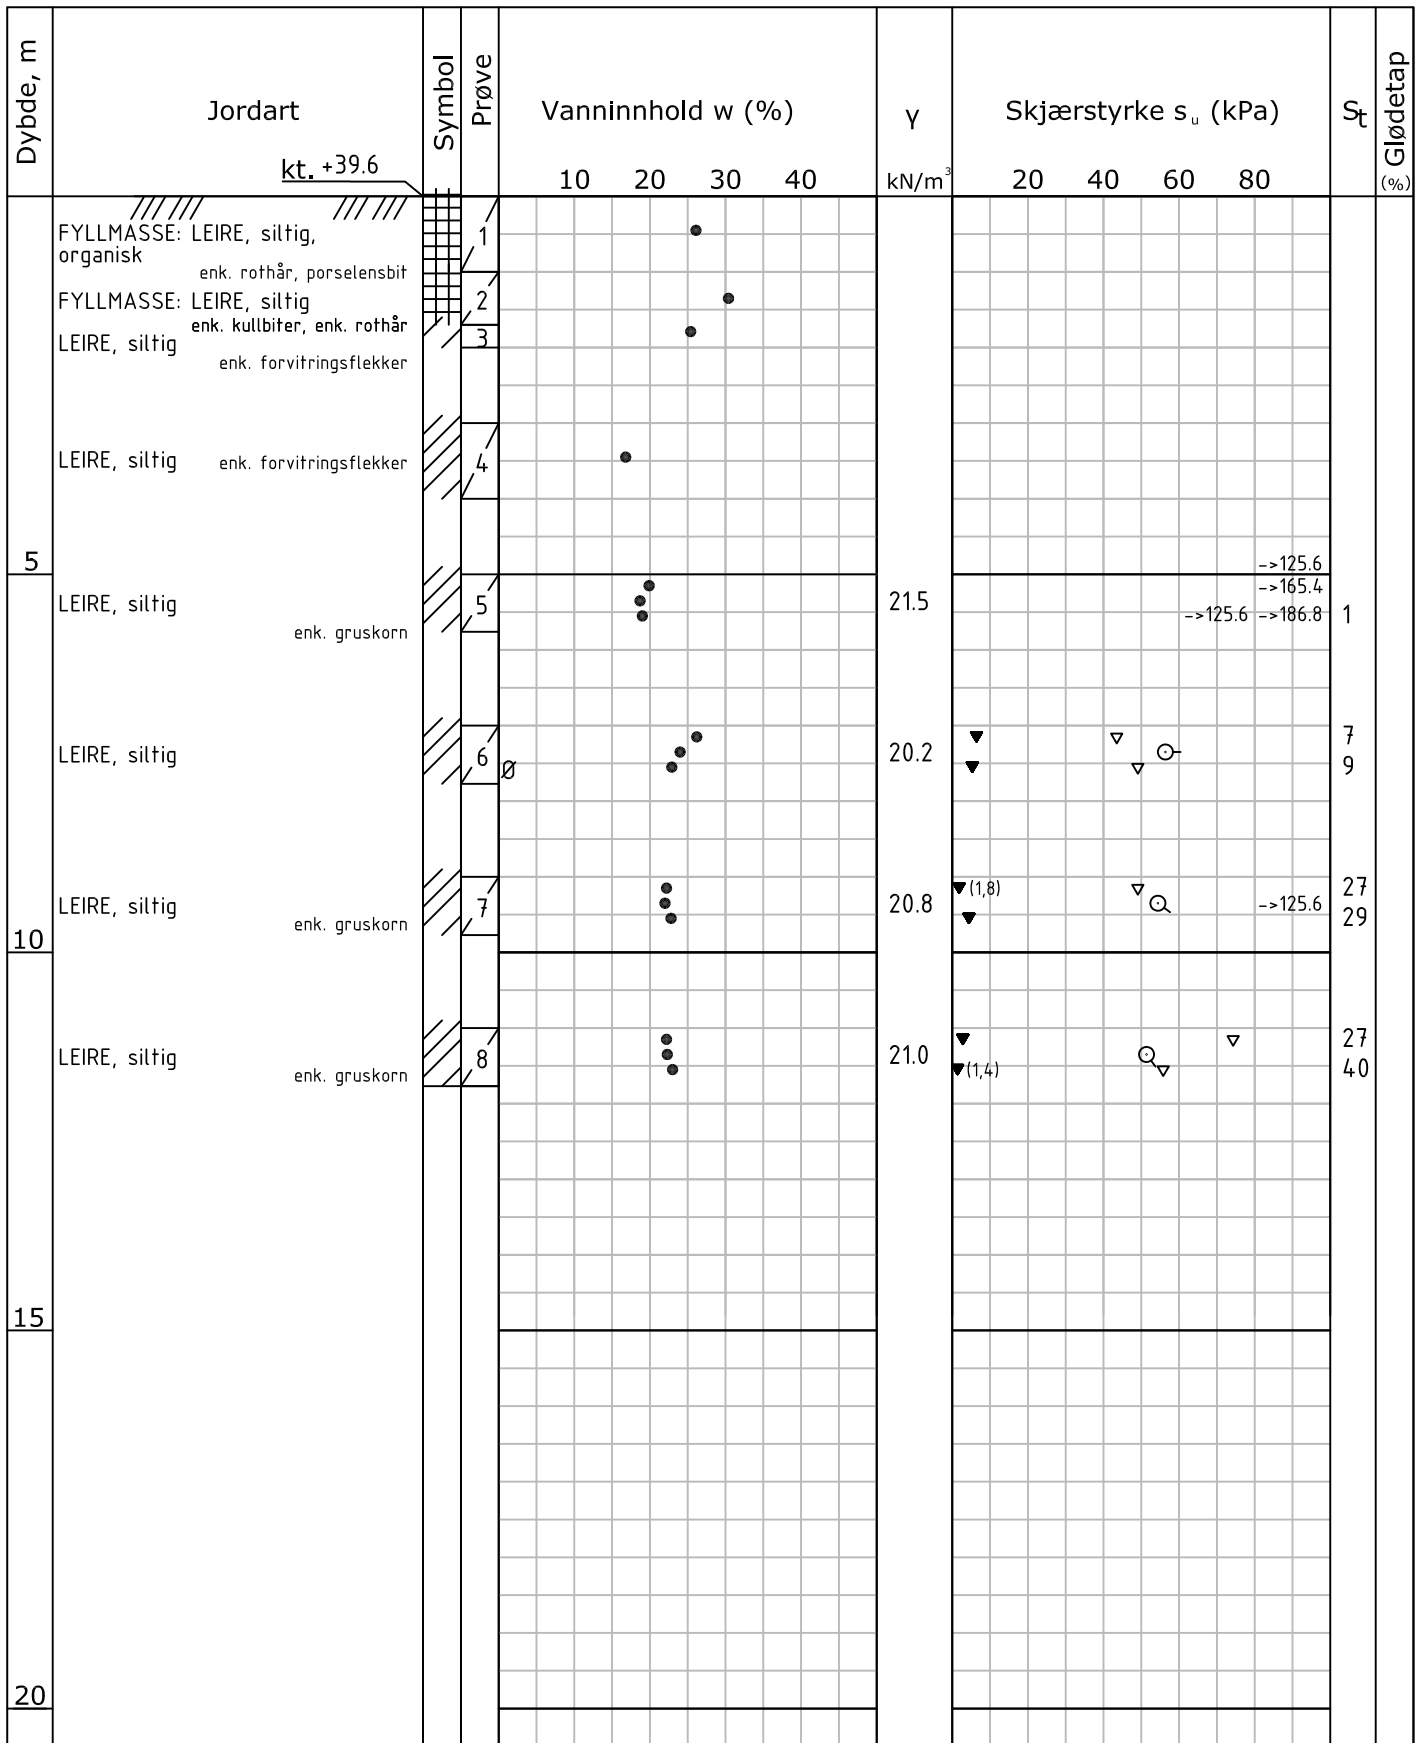 Dybde, m
Jordart
Symbol
Prøve
Vanninnhold w (%)
γ
Skjærstyrke su (kPa)
St
Glødetap
(%)
kt. +39.6
10 20 30 40
kN/m³
20 40 60 80
FYLLMASSE: LEIRE, siltig,
organisk
enk. rothår, porselensbit
1
FYLLMASSE: LEIRE, siltig
enk. kullbiter, enk. rothår
2
LEIRE, siltig
enk. forvitringsflekker
3
LEIRE, siltig enk. forvitringsflekker
4
5
->125.6
->165.4
LEIRE, siltig
5
21.5
->125.6 ->186.8
1
enk. gruskorn
7
LEIRE, siltig
6
Ø
20.2
9
27
(1,8)
LEIRE, siltig
7
20.8
->125.6
29
enk. gruskorn
10
27
LEIRE, siltig
8
21.0
(1,4)
40
enk. gruskorn
15
20